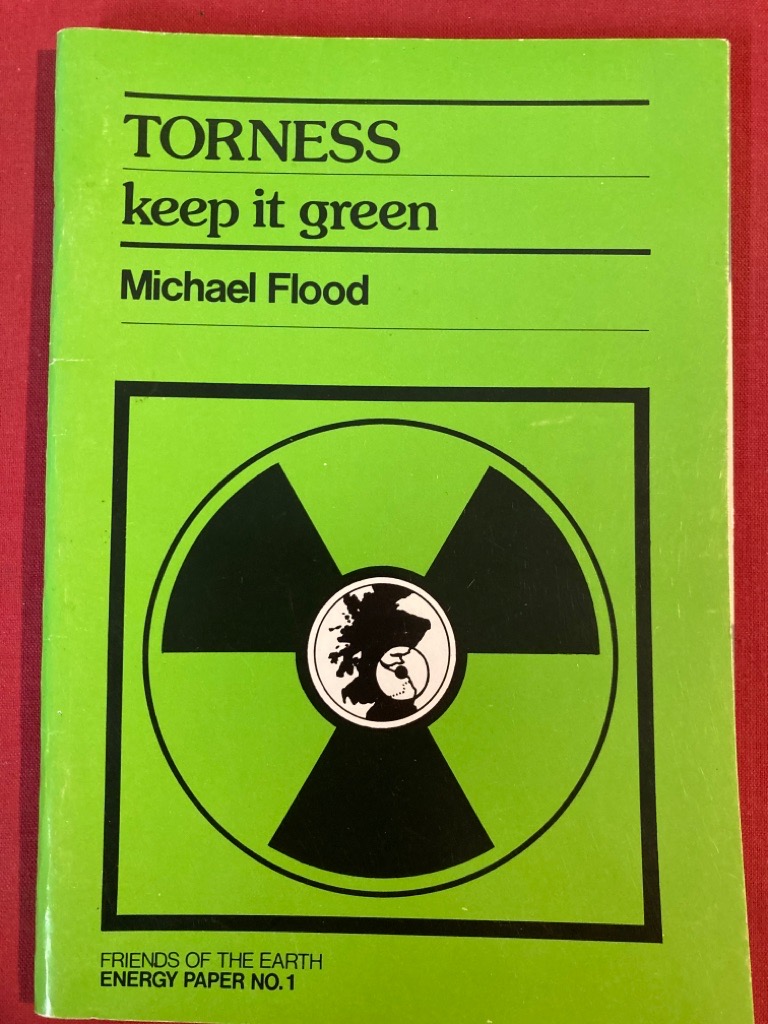 TORNESS
keep it green
Michael Flood
FRIENDS OF THE EARTH
ENERGY PAPER NO.1